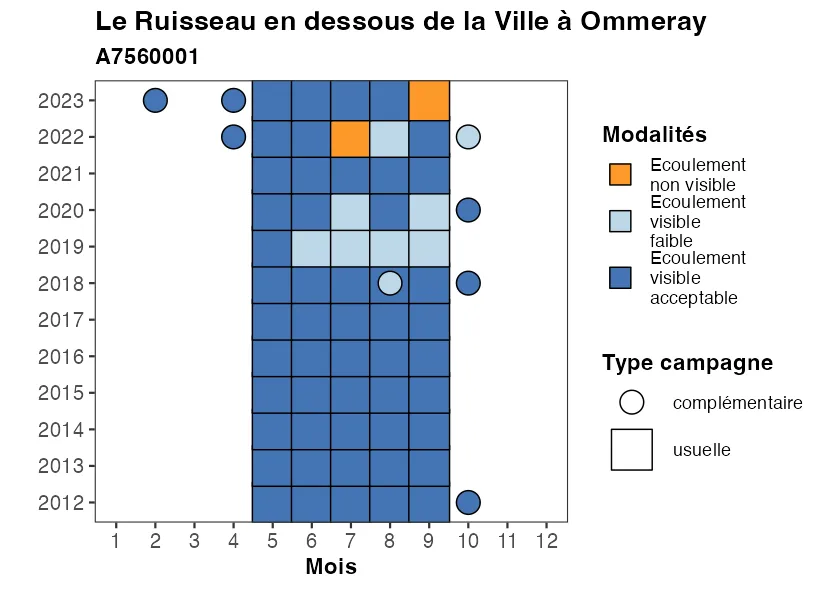 Le Ruisseau en dessous de la Ville à Ommeray
A7560001
2023
2022
2021
2020
2019
2018
2017
2016
2015
2014
2013
2012
1 2 3 4 5 6 7 8 9 10 11 12
Mois
Modalités
Ecoulement
non visible
Ecoulement
visible
faible
Ecoulement
visible
acceptable
Type campagne
complémentaire
usuelle